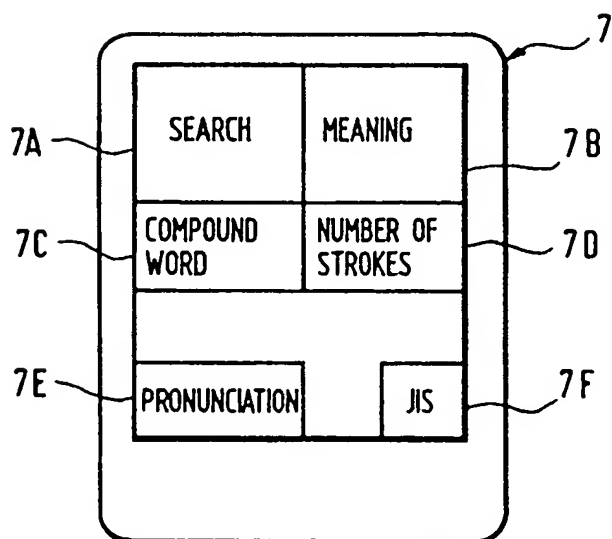 7
7A
SEARCH
MEANING
7B
7C
COMPOUND
WORD
NUMBER OF
STROKES
7D
7E
PRONUNCIATION
JIS
7F